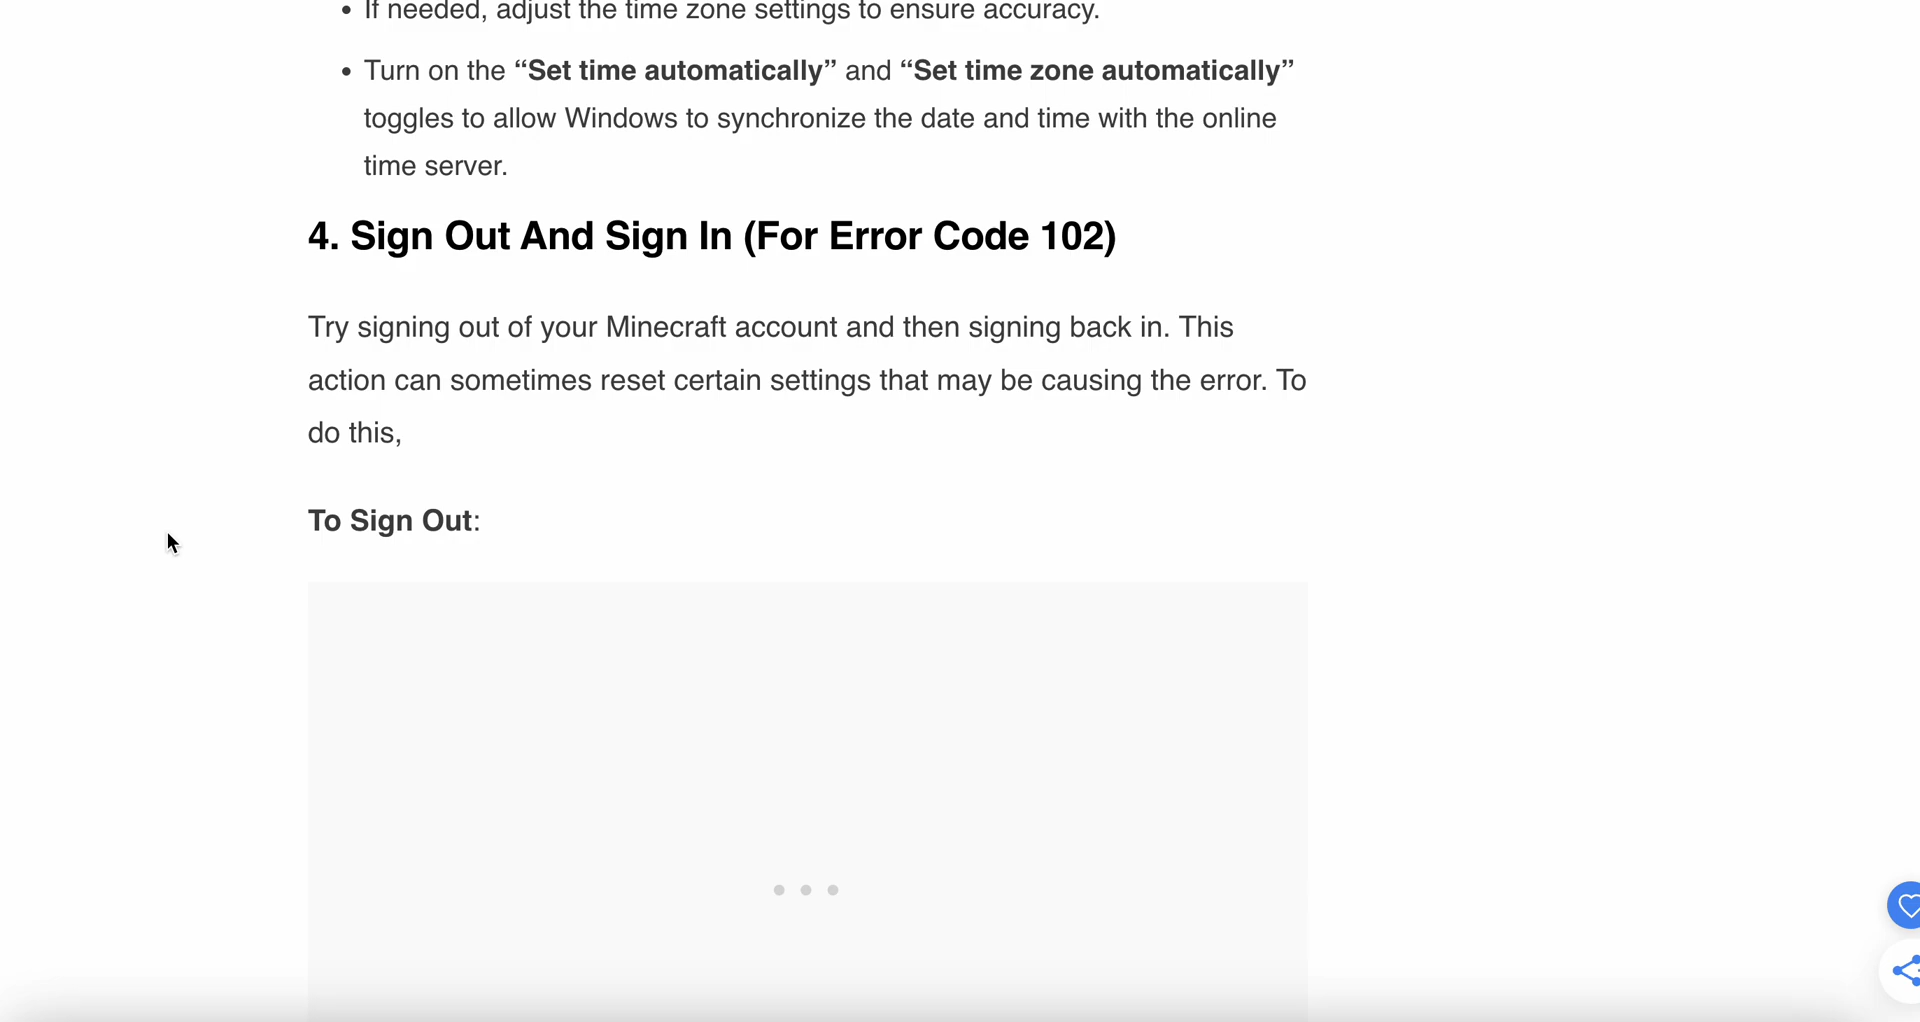 If needed, adjust the time zone settings to ensure accuracy.
Turn on the “Set time automatically” and “Set time zone automatically”
toggles to allow Windows to synchronize the date and time with the online
time server.
4. Sign Out And Sign In (For Error Code 102)
Try signing out of your Minecraft account and then signing back in. This
action can sometimes reset certain settings that may be causing the error. To
do this,
To Sign Out: